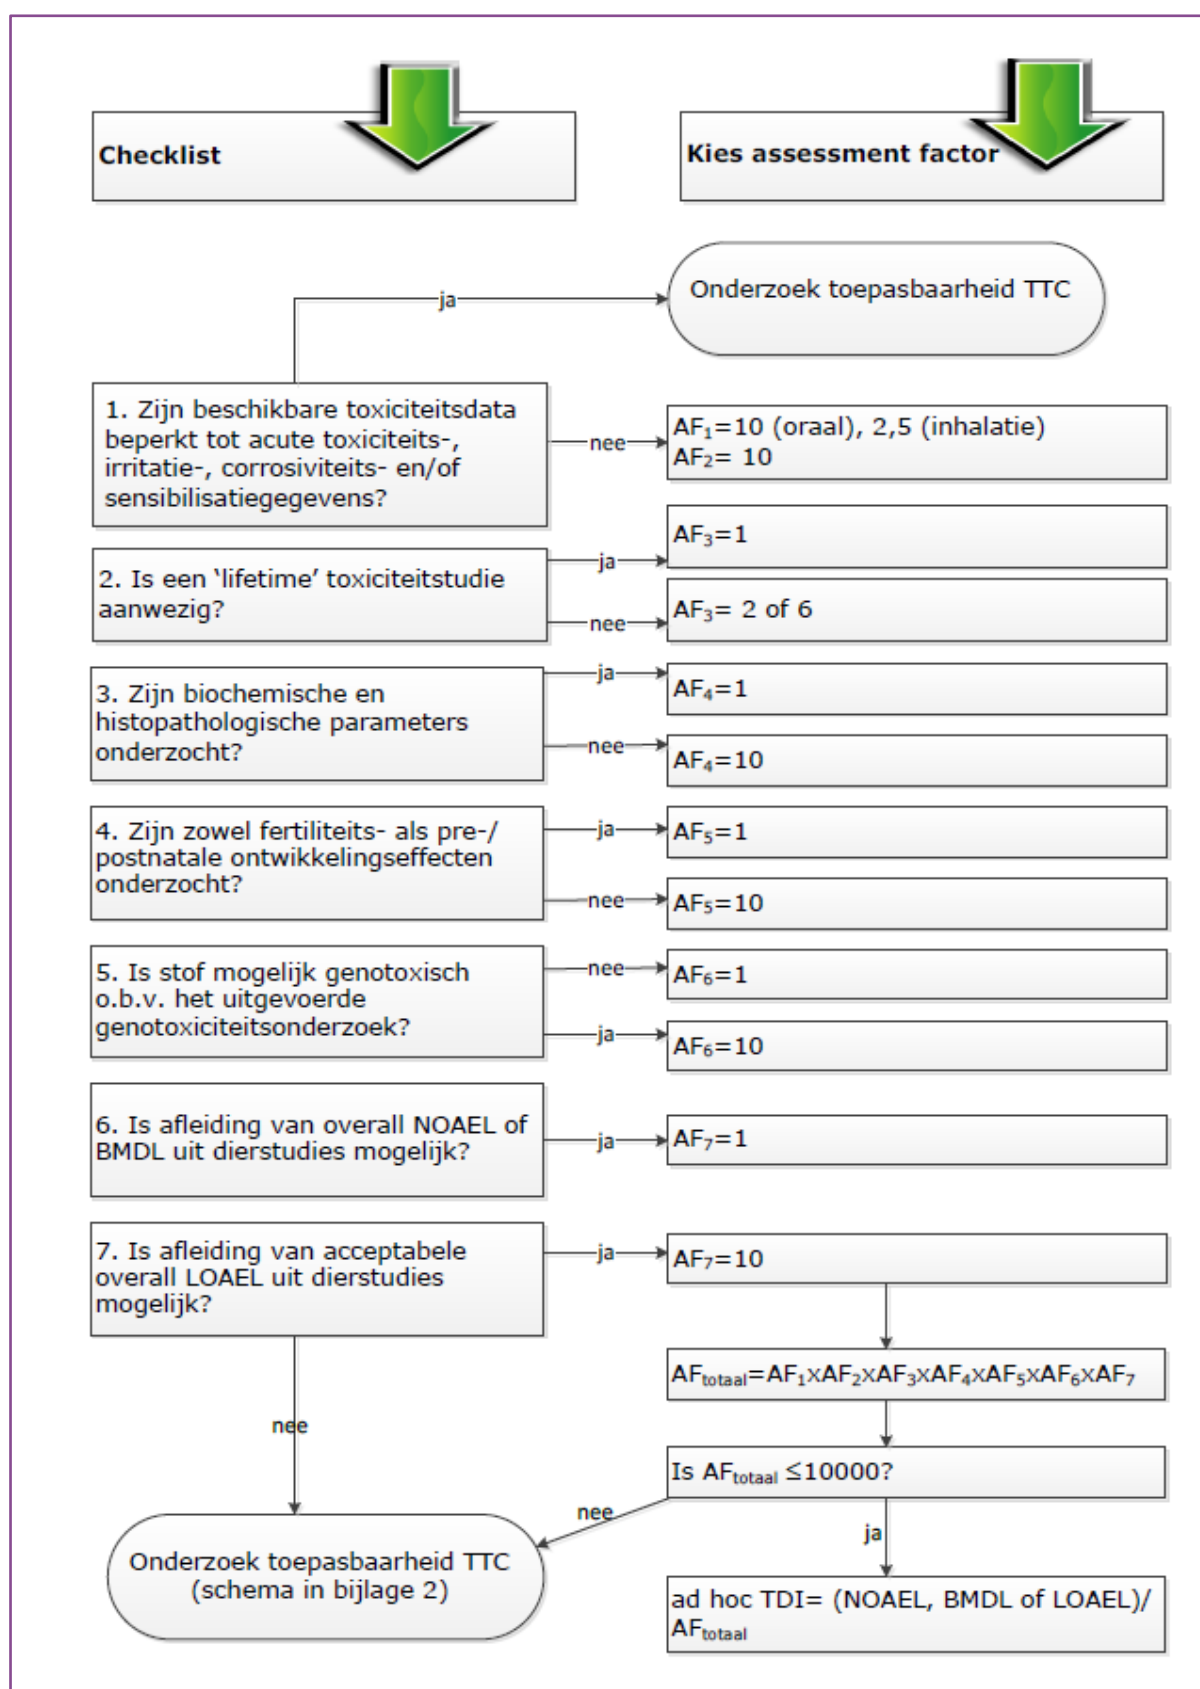 Checklist
Kies assessment factor
Onderzoek toepasbaarheid TTC
ja
1. Zijn beschikbare toxiciteitsdata
beperkt tot acute toxiciteits-,
irritatie-, corrosiviteits- en/of
sensibilisatiegegevens?
nee
AF₁=10 (oraal), 2,5 (inhalatie)
AF₂= 10
2. Is een ‘lifetime’ toxiciteitstudie
aanwezig?
ja
AF₃=1
nee
AF₃= 2 of 6
3. Zijn biochemische en
histopathologische parameters
onderzocht?
ja
AF₄=1
nee
AF₄=10
4. Zijn zowel fertiliteits- als pre-/
postnatale ontwikkelingseffecten
onderzocht?
ja
AF₅=1
nee
AF₅=10
5. Is stof mogelijk genotoxisch
o.b.v. het uitgevoerde
genotoxiciteitsonderzoek?
nee
AF₆=1
ja
AF₆=10
6. Is afleiding van overall NOAEL of
BMDL uit dierstudies mogelijk?
ja
AF₇=1
7. Is afleiding van acceptabele
overall LOAEL uit dierstudies
mogelijk?
ja
AF₇=10
AFtotaal=AF₁xAF₂xAF₃xAF₄xAF₅xAF₆xAF₇
nee
Is AFtotaal ≤10000?
nee
ja
Onderzoek toepasbaarheid TTC
(schema in bijlage 2)
ad hoc TDI= (NOAEL, BMDL of LOAEL)/
AFtotaal